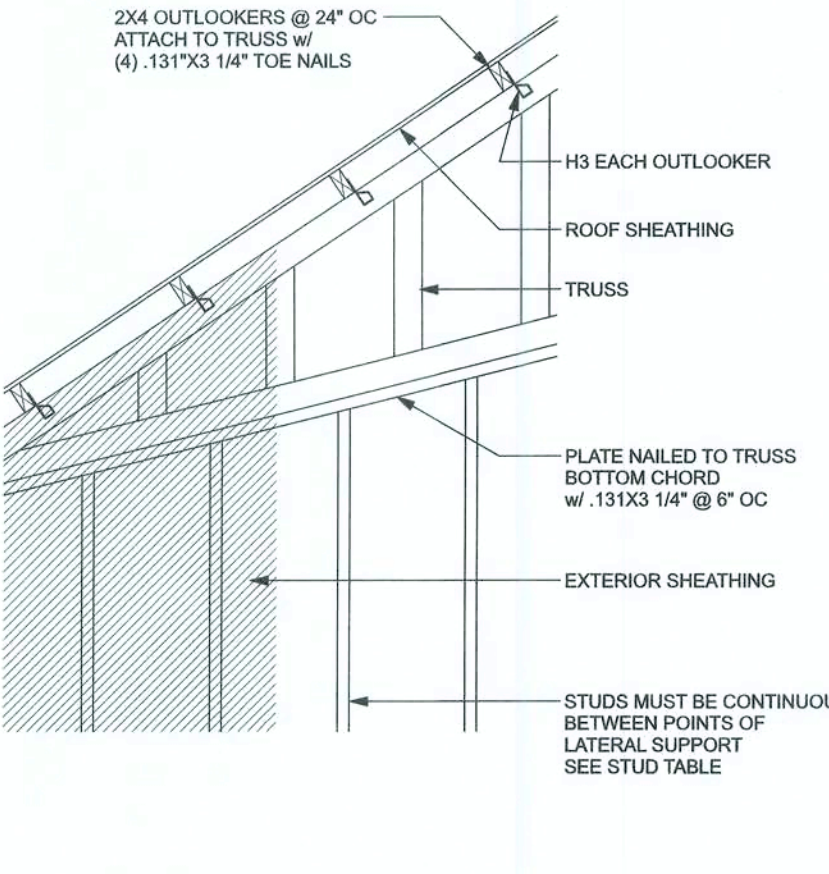 2X4 OUTLOOKERS @ 24" OC
ATTACH TO TRUSS w/
(4) .131"X3 1/4" TOE NAILS
H3 EACH OUTLOOKER
ROOF SHEATHING
TRUSS
PLATE NAILED TO TRUSS
BOTTOM CHORD
w/ .131X3 1/4" @ 6" OC
EXTERIOR SHEATHING
STUDS MUST BE CONTINUOU
BETWEEN POINTS OF
LATERAL SUPPORT
SEE STUD TABLE